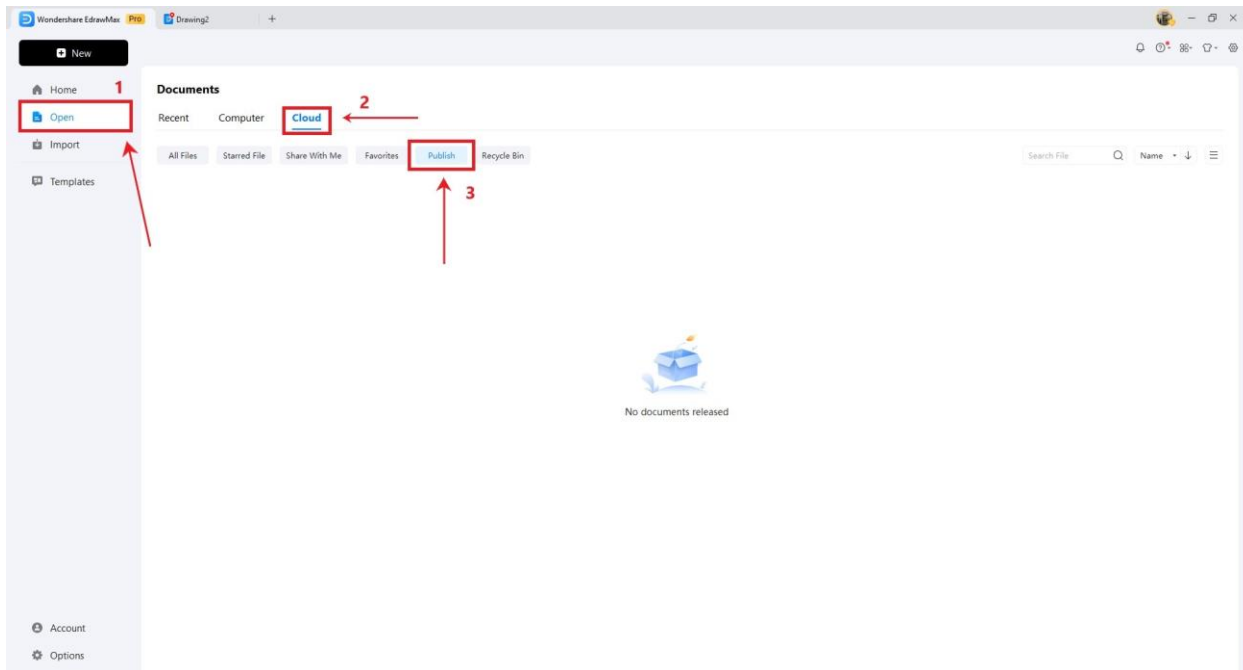 Wondershare EdrawMax Pro Drawing2
New
Home 1
Open
Import
Templates
Documents
Recent Computer Cloud 2
All Files Starred File Share With Me Favorites Publish Recycle Bin Search File Name
3
No documents released
Account
Options